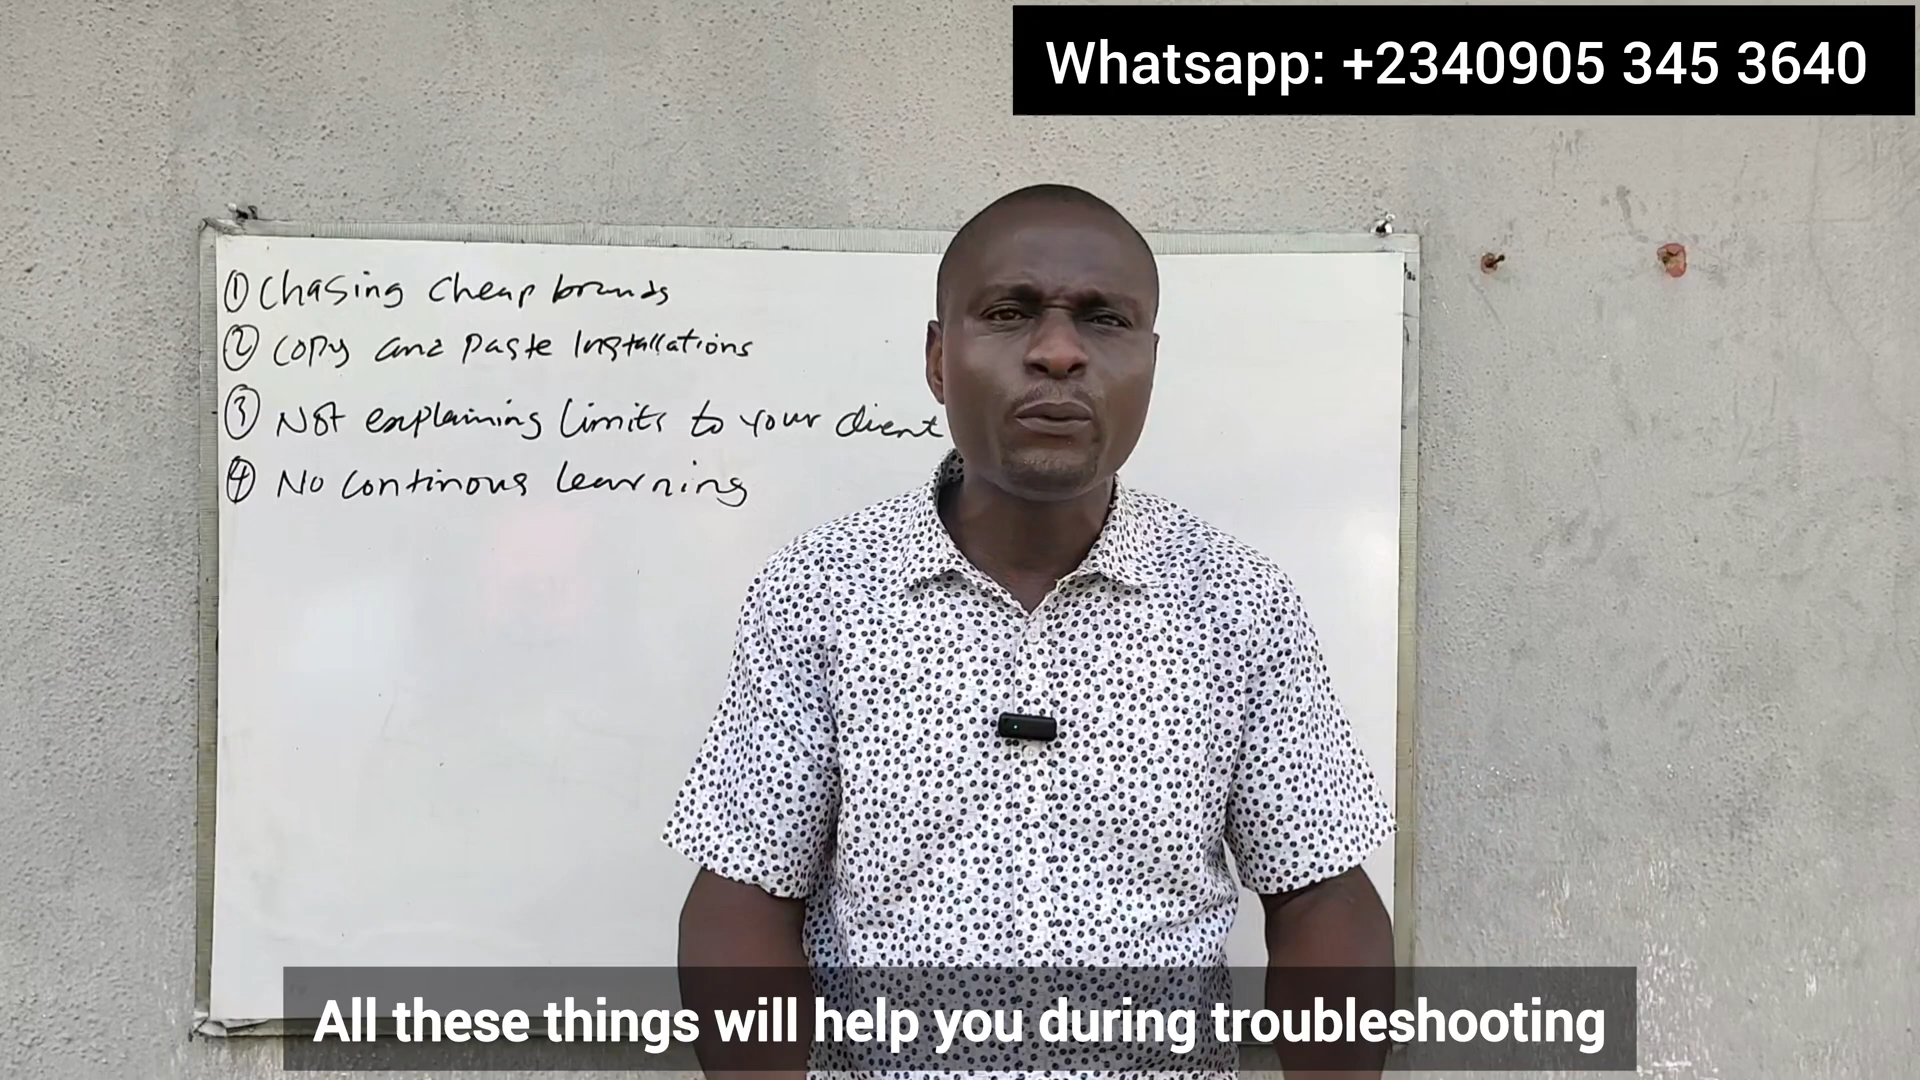 Whatsapp: +2340905 345 3640
① Chasing Cheap brands
② Copy and Paste Installations
③ Not explaining limits to your client
④ No continous learning
All these things will help you during troubleshooting